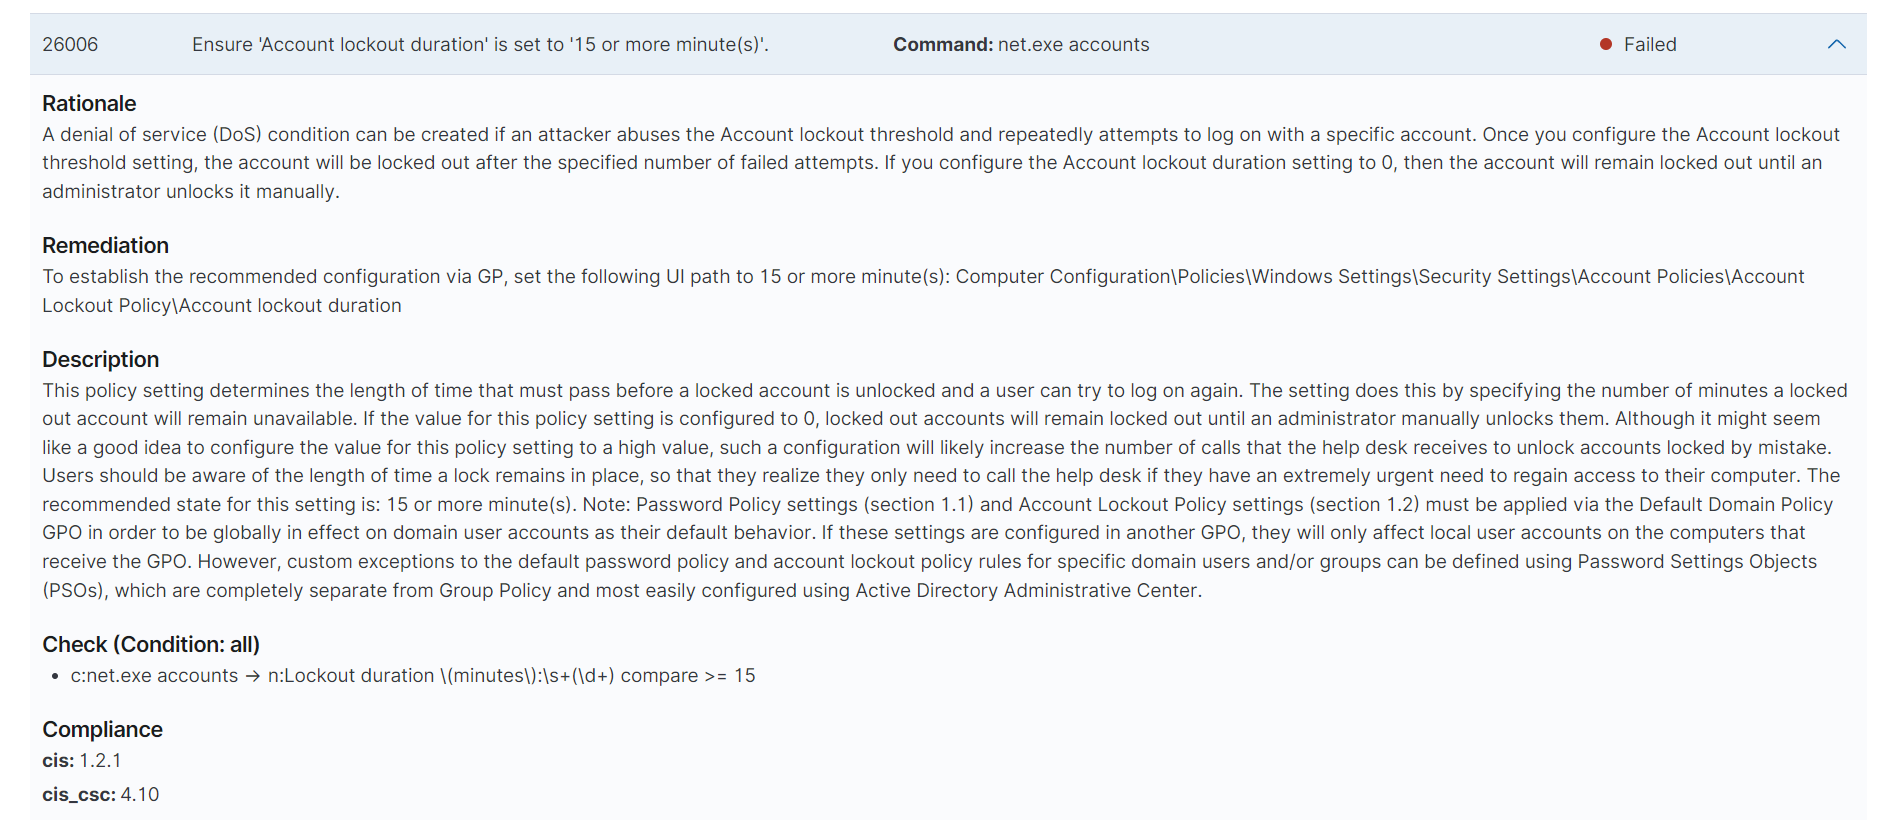 26006 Ensure 'Account lockout duration' is set to '15 or more minute(s)'. Command: net.exe accounts Failed
Rationale
A denial of service (DoS) condition can be created if an attacker abuses the Account lockout threshold and repeatedly attempts to log on with a specific account. Once you configure the Account lockout
threshold setting, the account will be locked out after the specified number of failed attempts. If you configure the Account lockout duration setting to 0, then the account will remain locked out until an
administrator unlocks it manually.
Remediation
To establish the recommended configuration via GP, set the following UI path to 15 or more minute(s): Computer Configuration\Policies\Windows Settings\Security Settings\Account Policies\Account
Lockout Policy\Account lockout duration
Description
This policy setting determines the length of time that must pass before a locked account is unlocked and a user can try to log on again. The setting does this by specifying the number of minutes a locked
out account will remain unavailable. If the value for this policy setting is configured to 0, locked out accounts will remain locked out until an administrator manually unlocks them. Although it might seem
like a good idea to configure the value for this policy setting to a high value, such a configuration will likely increase the number of calls that the help desk receives to unlock accounts locked by mistake.
Users should be aware of the length of time a lock remains in place, so that they realize they only need to call the help desk if they have an extremely urgent need to regain access to their computer. The
recommended state for this setting is: 15 or more minute(s). Note: Password Policy settings (section 1.1) and Account Lockout Policy settings (section 1.2) must be applied via the Default Domain Policy
GPO in order to be globally in effect on domain user accounts as their default behavior. If these settings are configured in another GPO, they will only affect local user accounts on the computers that
receive the GPO. However, custom exceptions to the default password policy and account lockout policy rules for specific domain users and/or groups can be defined using Password Settings Objects
(PSOs), which are completely separate from Group Policy and most easily configured using Active Directory Administrative Center.
Check (Condition: all)
• c:net.exe accounts → n:Lockout duration \(minutes\):\s+(\d+) compare >= 15
Compliance
cis: 1.2.1
cis_csc: 4.10